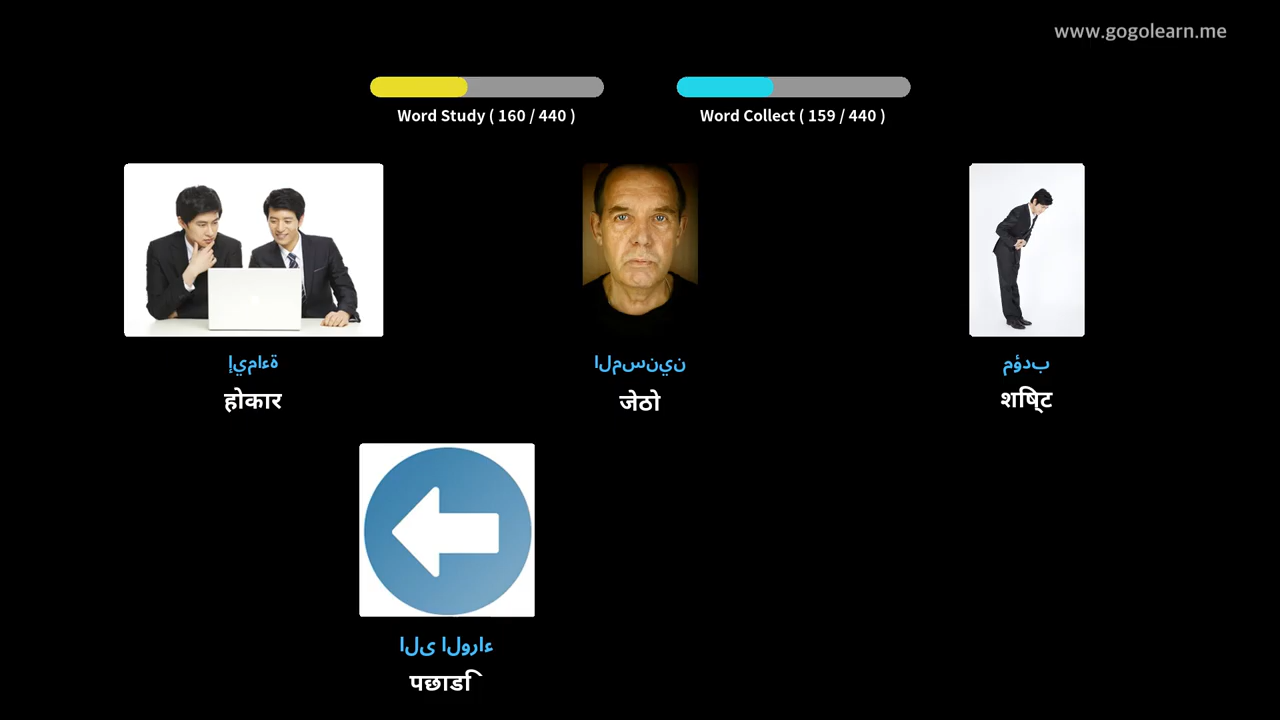 www.gogolearn.me
Word Study ( 160 / 440 )
Word Collect ( 159 / 440 )
إيماءة
होकार
المسنين
जेठो
مؤدب
शिष्ट
الى الوراء
पछाडि